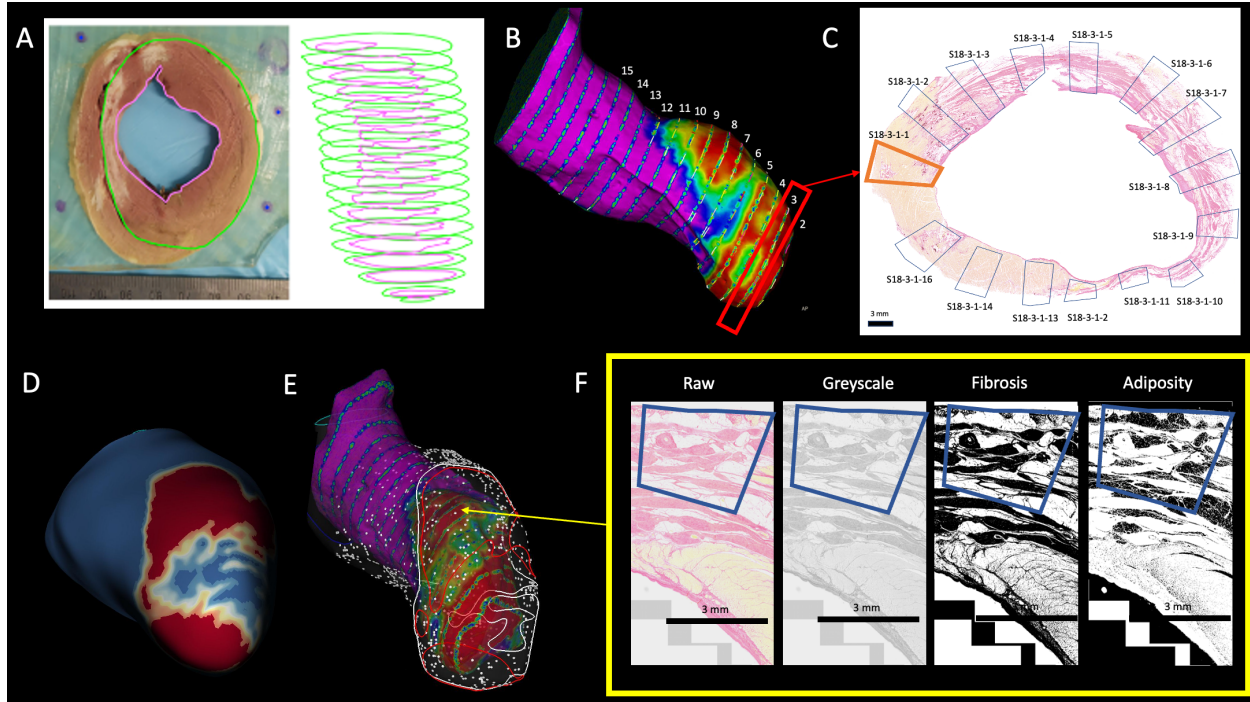 A
B
C
15
14
13
12
11
10
9
8
7
6
5
4
3
2
AP
S18-3-1-4
S18-3-1-5
S18-3-1-3
S18-3-1-6
S18-3-1-2
S18-3-1-7
S18-3-1-1
S18-3-1-8
S18-3-1-9
S18-3-1-16
S18-3-1-11
S18-3-1-10
S18-3-1-14
S18-3-1-13
S18-3-1-2
3 mm
D
E
F
Raw
Greyscale
Fibrosis
Adiposity
3 mm
3 mm
3 mm
3 mm